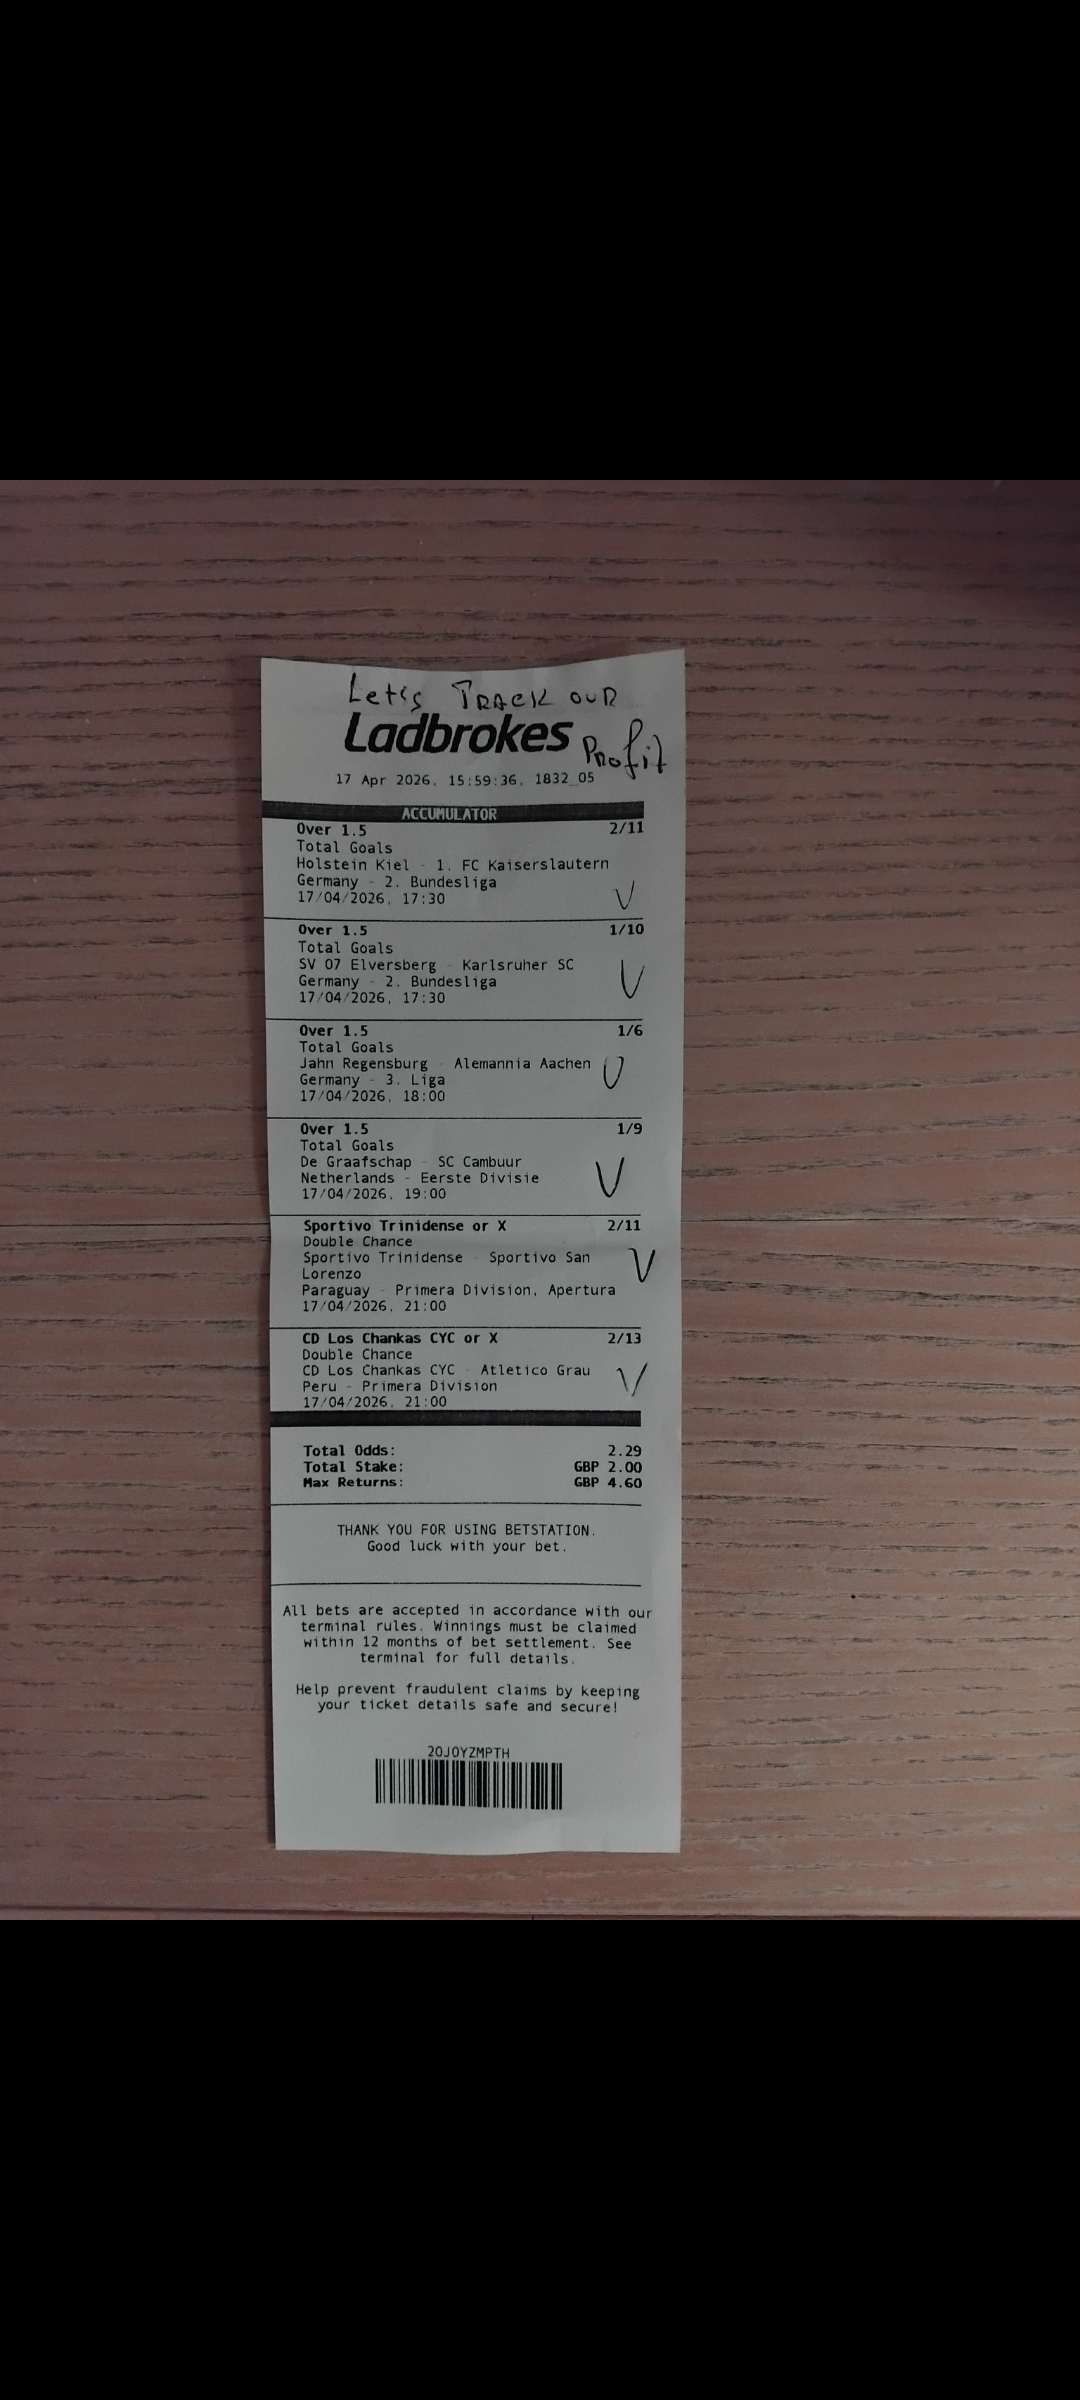 Let's TRACK OUR
Ladbrokes Profit
17 Apr 2026, 15:59:36, 1832_05
ACCUMULATOR
Over 1.5 2/11
Total Goals
Holstein Kiel - 1. FC Kaiserslautern
Germany - 2. Bundesliga
17/04/2026, 17:30 V
Over 1.5 1/10
Total Goals
SV 07 Elversberg - Karlsruher SC
Germany - 2. Bundesliga V
17/04/2026, 17:30
Over 1.5 1/6
Total Goals
Jahn Regensburg - Alemannia Aachen V
Germany - 3. Liga
17/04/2026, 18:00
Over 1.5 1/9
Total Goals
De Graafschap - SC Cambuur
Netherlands - Eerste Divisie V
17/04/2026, 19:00
Sportivo Trinidense or X 2/11
Double Chance
Sportivo Trinidense - Sportivo San V
Lorenzo
Paraguay - Primera Division, Apertura
17/04/2026, 21:00
CD Los Chankas CYC or X 2/13
Double Chance
CD Los Chankas CYC - Atletico Grau V
Peru - Primera Division
17/04/2026, 21:00
Total Odds: 2.29
Total Stake: GBP 2.00
Max Returns: GBP 4.60
THANK YOU FOR USING BETSTATION.
Good luck with your bet.
All bets are accepted in accordance with our
terminal rules. Winnings must be claimed
within 12 months of bet settlement. See
terminal for full details.
Help prevent fraudulent claims by keeping
your ticket details safe and secure!
20J0YZMPTH